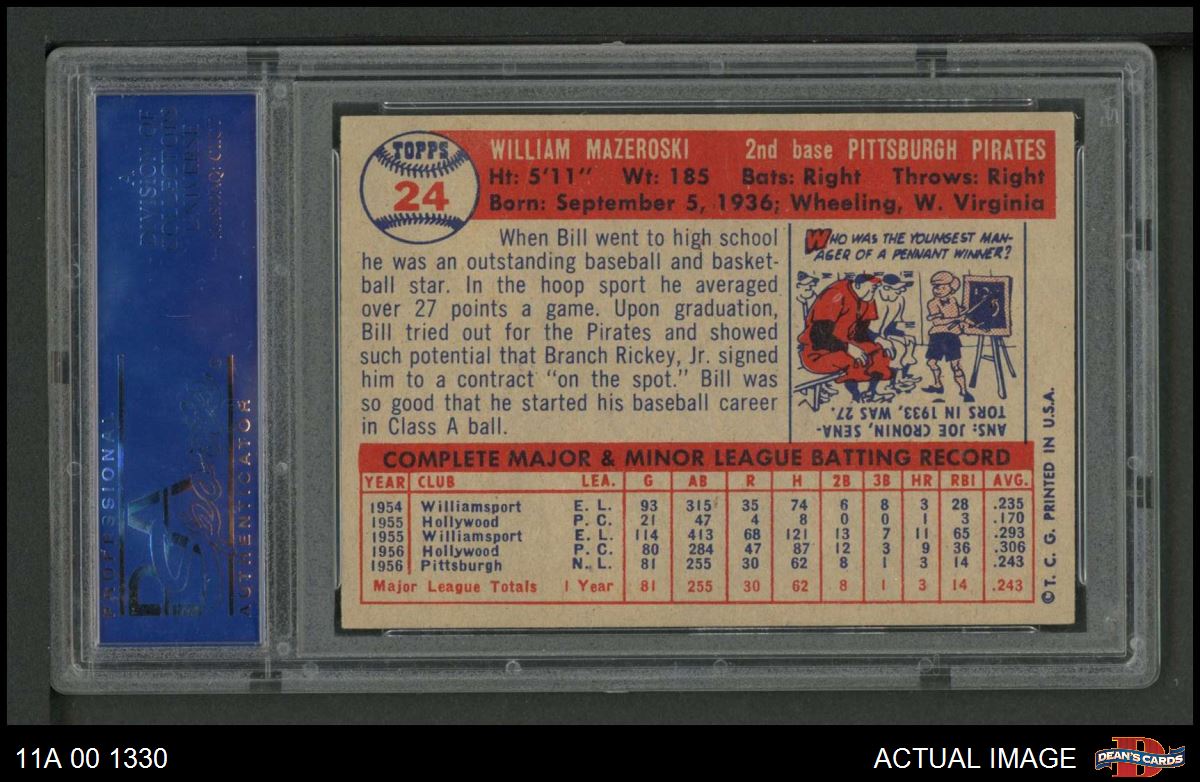 A
DIVISION OF
COLLECTORS
UNIVERSE
NASDAQ: CLCT
PROFESSIONAL
PSA
AUTHENTICATOR
TOPPS
24
WILLIAM MAZEROSKI 2nd base PITTSBURGH PIRATES
Ht: 5'11" Wt: 185 Bats: Right Throws: Right
Born: September 5, 1936; Wheeling, W. Virginia
When Bill went to high school
he was an outstanding baseball and basket-
ball star. In the hoop sport he averaged
over 27 points a game. Upon graduation,
Bill tried out for the Pirates and showed
such potential that Branch Rickey, Jr. signed
him to a contract "on the spot." Bill was
so good that he started his baseball career
in Class A ball.
WHO WAS THE YOUNGEST MAN-
AGER OF A PENNANT WINNER?
ANS: JOE CRONIN, SENA-
TORS IN 1933, WAS 27.
COMPLETE MAJOR & MINOR LEAGUE BATTING RECORD
YEAR CLUB LEA. G AB R H 2B 3B HR RBI AVG.
1954 Williamsport E. L. 93 315 35 74 6 8 3 28 .235
1955 Hollywood P. C. 21 47 4 8 0 0 1 3 .170
1955 Williamsport E. L. 114 413 68 121 13 7 11 65 .293
1956 Hollywood P. C. 80 284 47 87 12 3 9 36 .306
1956 Pittsburgh N. L. 81 255 30 62 8 1 3 14 .243
Major League Totals 1 Year 81 255 30 62 8 1 3 14 .243
© T. C. G. PRINTED IN U.S.A.
11A 00 1330
ACTUAL IMAGE
DEAN'S CARDS